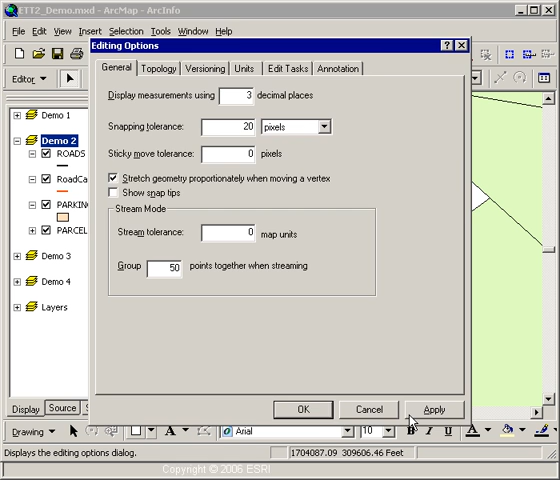 ETT2_Demo.mxd - ArcMap - ArcInfo
File Edit View Insert Selection Tools Window Help
Editor
Editing Options
General Topology Versioning Units Edit Tasks Annotation
Display measurements using 3 decimal places
Snapping tolerance: 20 pixels
Sticky move tolerance: 0 pixels
Stretch geometry proportionately when moving a vertex
Show snap tips
Stream Mode
Stream tolerance: 0 map units
Group 50 points together when streaming
OK Cancel Apply
Demo 1
Demo 2
ROADS
RoadCa
PARKIN
PARCEL
Demo 3
Demo 4
Layers
Display Source S
Drawing A Arial 10 B I U A
Displays the editing options dialog. 1704087.09 309606.46 Feet
Copyright © 2006 ESRI